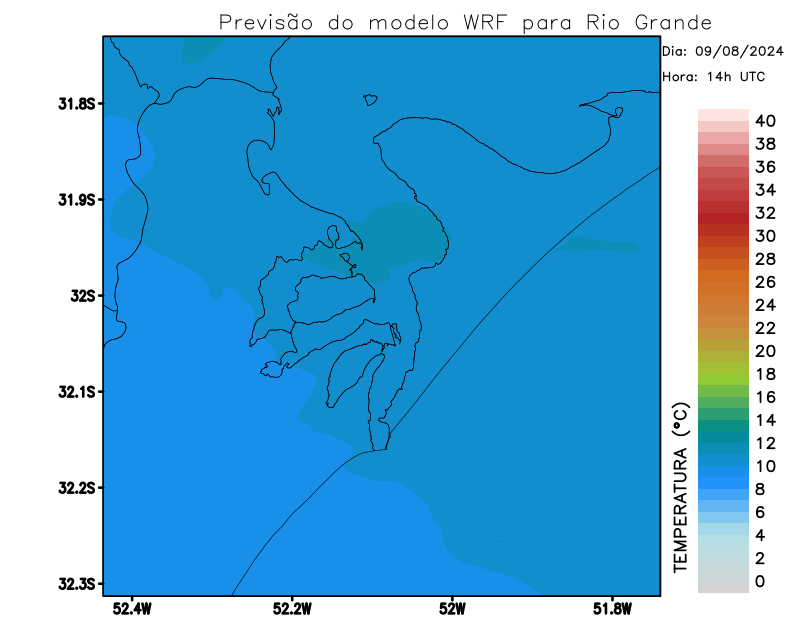 Previsão do modelo WRF para Rio Grande
Dia: 09/08/2024
Hora: 14h UTC
31.8S
31.9S
32S
32.1S
32.2S
32.3S
52.4W
52.2W
52W
51.8W
TEMPERATURA (°C)
40
38
36
34
32
30
28
26
24
22
20
18
16
14
12
10
8
6
4
2
0